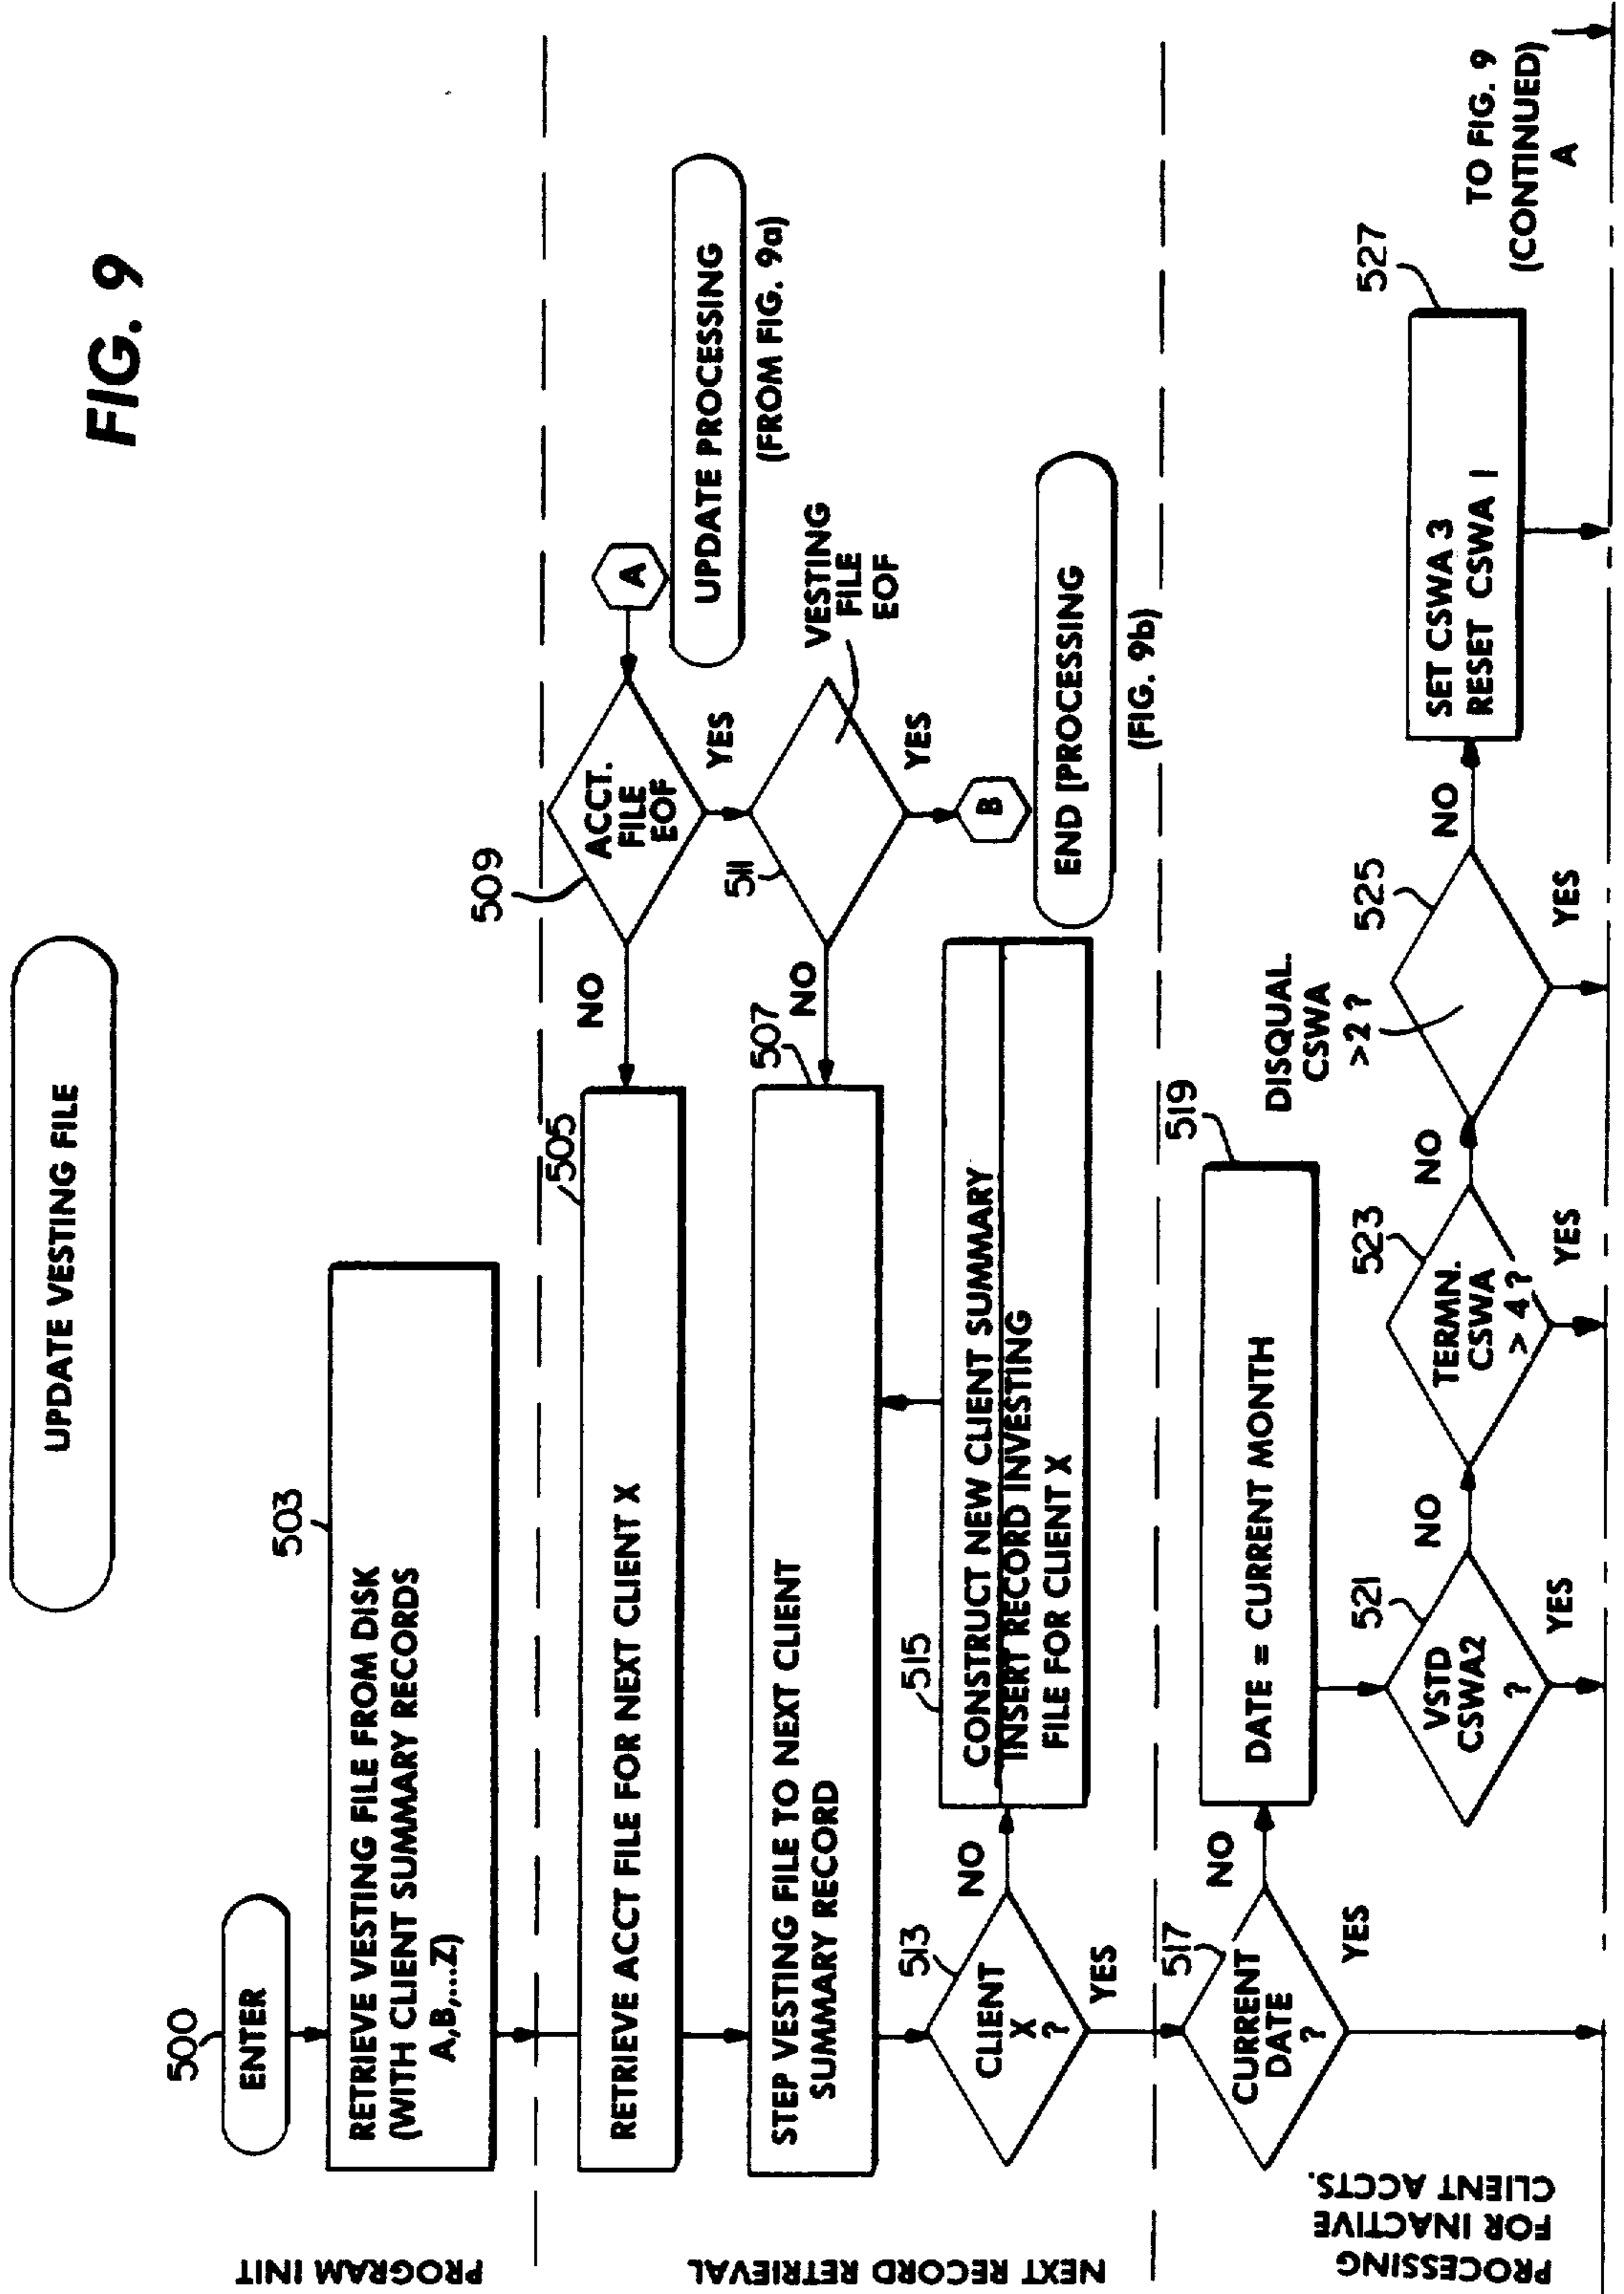 FIG. 9
UPDATE VESTING FILE
500
ENTER
503
RETRIEVE VESTING FILE FROM DISK
(WITH CLIENT SUMMARY RECORDS
A,B,...Z)
PROGRAM INIT
505
RETRIEVE ACCT FILE FOR NEXT CLIENT X
NO
509
ACCT.
FILE
EOF
YES
A
UPDATE PROCESSING
(FROM FIG. 9a)
507
STEP VESTING FILE TO NEXT CLIENT
SUMMARY RECORD
NO
511
YES
VESTING
FILE
EOF
B
END [PROCESSING
(FIG. 9b)
513
CLIENT
X
?
NO
YES
515
CONSTRUCT NEW CLIENT SUMMARY
INSERT RECORD INVESTING
FILE FOR CLIENT X
NEXT RECORD RETRIEVAL
517
CURRENT
DATE
?
NO
YES
519
DATE = CURRENT MONTH
521
VSTD
CSWA2
?
NO
YES
523
TERMN.
CSWA
> 4 ?
NO
YES
DISQUAL.
CSWA
>2 ?
525
NO
YES
527
SET CSWA 3
RESET CSWA 1
PROCESSING
FOR INACTIVE
CLIENT ACCTS.
TO FIG. 9
(CONTINUED)
A